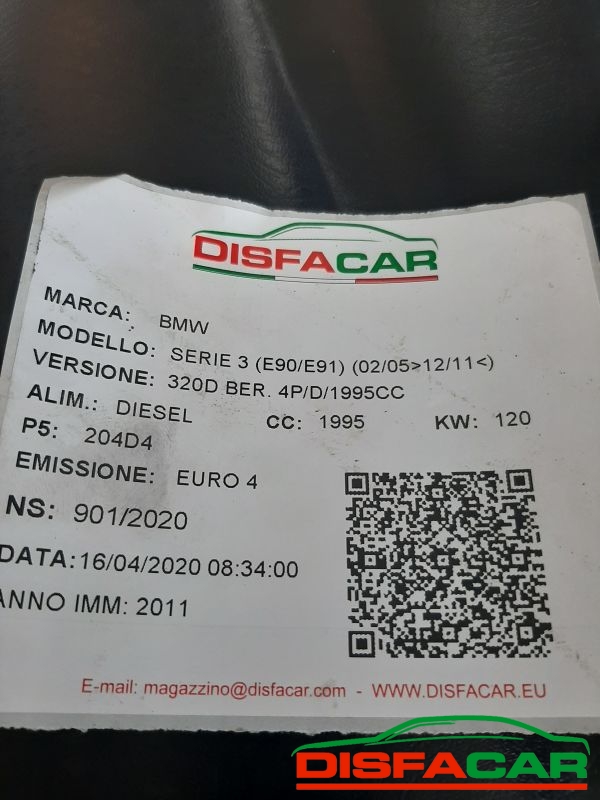 DISFACAR
MARCA: BMW
MODELLO: SERIE 3 (E90/E91) (02/05>12/11<)
VERSIONE: 320D BER. 4P/D/1995CC
ALIM.: DIESEL CC: 1995 KW: 120
P5: 204D4
EMISSIONE: EURO 4
NS: 901/2020
DATA: 16/04/2020 08:34:00
ANNO IMM: 2011
E-mail: magazzino@disfacar.com - WWW.DISFACAR.EU
DISFACAR